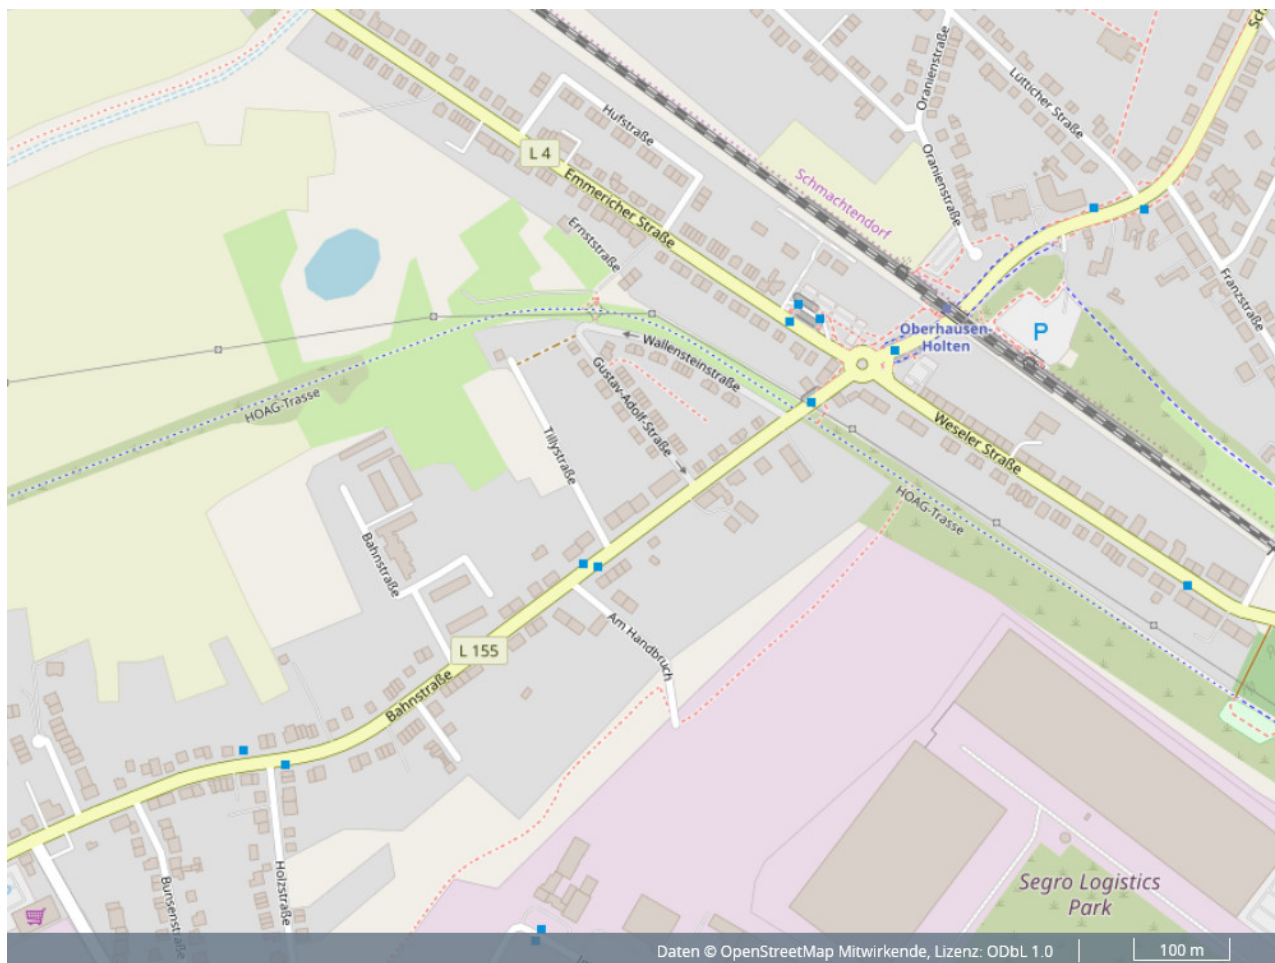 Oranienstraße
Lütticher Straße
Hufstraße
L 4
Emmericher Straße
Schmachtendorf
Oranienstraße
Ernststraße
Franzstraße
P
Oberhausen-
Holten
Wallensteinstraße
Gustav-Adolf-Straße
HOAG-Trasse
Tillystraße
Weseler Straße
HOAG-Trasse
Bahnstraße
Am Handbruch
L 155
Bahnstraße
Bunsenstraße
Holzstraße
Segro Logistics
Park
Daten © OpenStreetMap Mitwirkende, Lizenz: ODbL 1.0
100 m